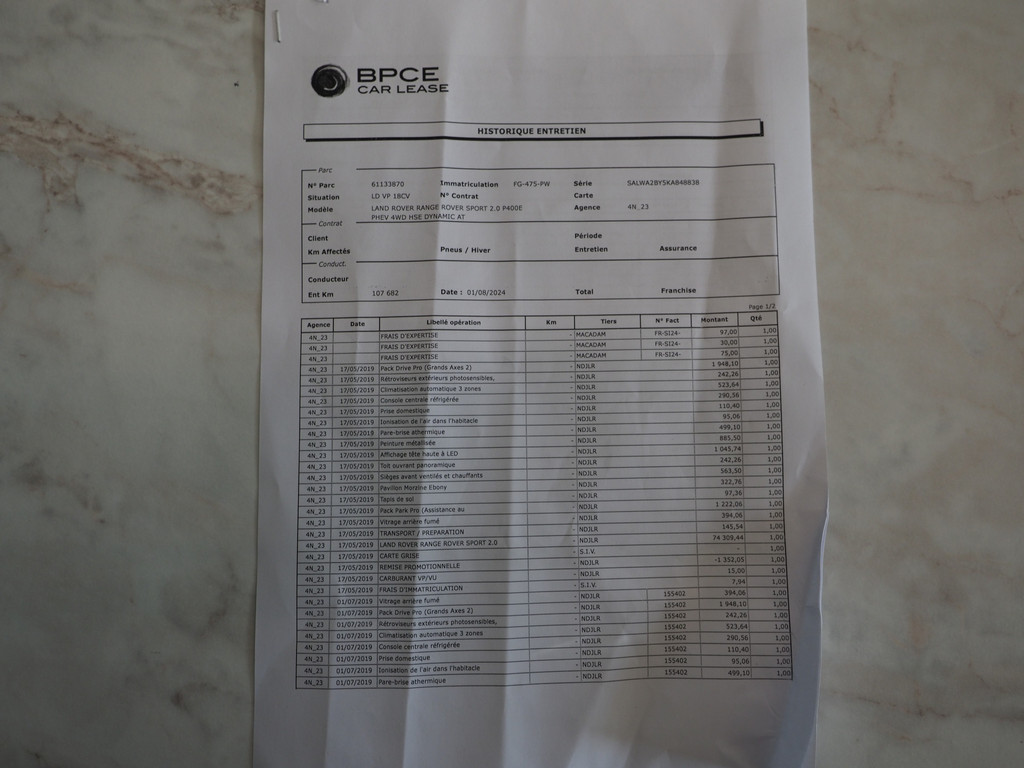 BPCE
CAR LEASE
HISTORIQUE ENTRETIEN
Parc
N° Parc 61133870 Immatriculation FG-475-PW Série SALWA2BY5KA848838
Situation LD VP 18CV N° Contrat Carte
Modèle LAND ROVER RANGE ROVER SPORT 2.0 P400E Agence 4N_23
PHEV 4WD HSE DYNAMIC AT
Contrat
Client Période
Km Affectés Pneus / Hiver Entretien Assurance
Conduct.
Conducteur
Ent Km 107 682 Date : 01/08/2024 Total Franchise
Page 1/2
Agence Date Libellé opération Km Tiers N° Fact Montant Qté
4N_23 FRAIS D'EXPERTISE - MACADAM FR-SI24- 97,00 1,00
4N_23 FRAIS D'EXPERTISE - MACADAM FR-SI24- 30,00 1,00
4N_23 FRAIS D'EXPERTISE - MACADAM FR-SI24- 75,00 1,00
4N_23 17/05/2019 Pack Drive Pro (Grands Axes 2) - NDJLR 1 948,10 1,00
4N_23 17/05/2019 Rétroviseurs extérieurs photosensibles, - NDJLR 242,26 1,00
4N_23 17/05/2019 Climatisation automatique 3 zones - NDJLR 523,64 1,00
4N_23 17/05/2019 Console centrale réfrigérée - NDJLR 290,56 1,00
4N_23 17/05/2019 Prise domestique - NDJLR 110,40 1,00
4N_23 17/05/2019 Ionisation de l'air dans l'habitacle - NDJLR 95,06 1,00
4N_23 17/05/2019 Pare-brise athermique - NDJLR 499,10 1,00
4N_23 17/05/2019 Peinture métallisée - NDJLR 885,50 1,00
4N_23 17/05/2019 Affichage tête haute à LED - NDJLR 1 045,74 1,00
4N_23 17/05/2019 Toit ouvrant panoramique - NDJLR 242,26 1,00
4N_23 17/05/2019 Sièges avant ventilés et chauffants - NDJLR 563,50 1,00
4N_23 17/05/2019 Pavillon Morzine Ebony - NDJLR 322,76 1,00
4N_23 17/05/2019 Tapis de sol - NDJLR 97,36 1,00
4N_23 17/05/2019 Pack Park Pro (Assistance au - NDJLR 1 222,06 1,00
4N_23 17/05/2019 Vitrage arrière fumé - NDJLR 394,06 1,00
4N_23 17/05/2019 TRANSPORT / PREPARATION - NDJLR 145,54 1,00
4N_23 17/05/2019 LAND ROVER RANGE ROVER SPORT 2.0 - NDJLR 74 309,44 1,00
4N_23 17/05/2019 CARTE GRISE - S.I.V. - 1,00
4N_23 17/05/2019 REMISE PROMOTIONNELLE - NDJLR -1 352,05 1,00
4N_23 17/05/2019 CARBURANT VP/VU - NDJLR 15,00 1,00
4N_23 17/05/2019 FRAIS D'IMMATRICULATION - S.I.V. 7,94 1,00
4N_23 01/07/2019 Vitrage arrière fumé - NDJLR 155402 394,06 1,00
4N_23 01/07/2019 Pack Drive Pro (Grands Axes 2) - NDJLR 155402 1 948,10 1,00
4N_23 01/07/2019 Rétroviseurs extérieurs photosensibles, - NDJLR 155402 242,26 1,00
4N_23 01/07/2019 Climatisation automatique 3 zones - NDJLR 155402 523,64 1,00
4N_23 01/07/2019 Console centrale réfrigérée - NDJLR 155402 290,56 1,00
4N_23 01/07/2019 Prise domestique - NDJLR 155402 110,40 1,00
4N_23 01/07/2019 Ionisation de l'air dans l'habitacle - NDJLR 155402 95,06 1,00
4N_23 01/07/2019 Pare-brise athermique - NDJLR 155402 499,10 1,00